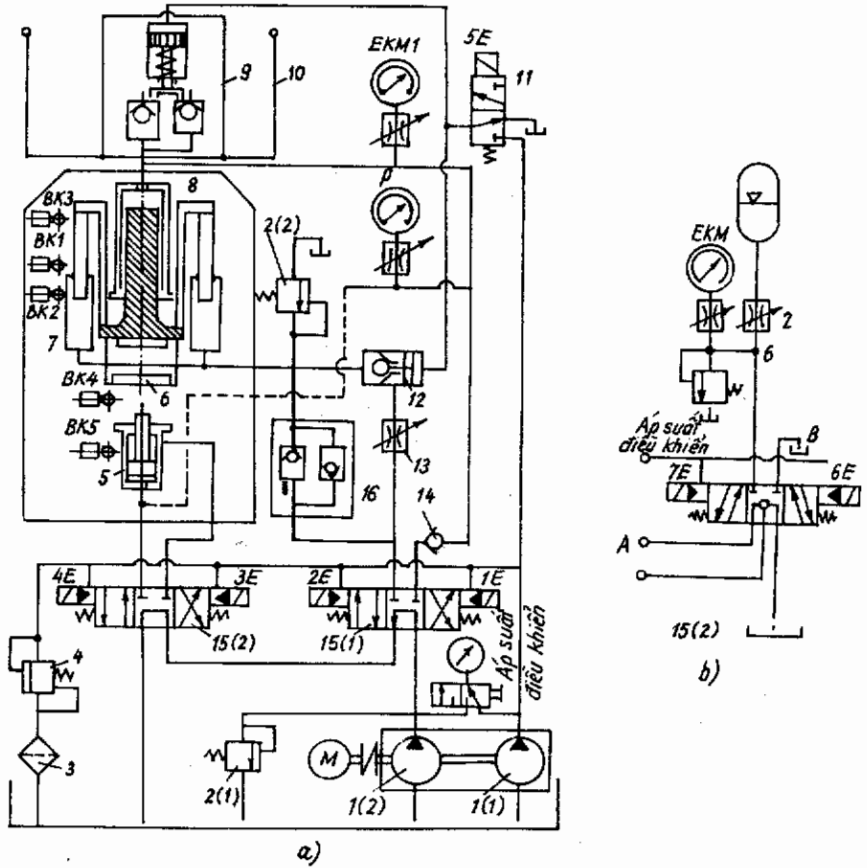 5E
EKM1
11
9
10
P
8
BK3
BK1
BK2
2(2)
EKM
2
7
6
12
6
BK4
BK5
5
13
16
14
B
Áp suất
điều khiển
7E
6E
A
4E
3E
2E
1E
15(2)
15(1)
Áp suất
điều khiển
4
15(2)
b)
3
M
2(1)
1(2)
1(1)
a)